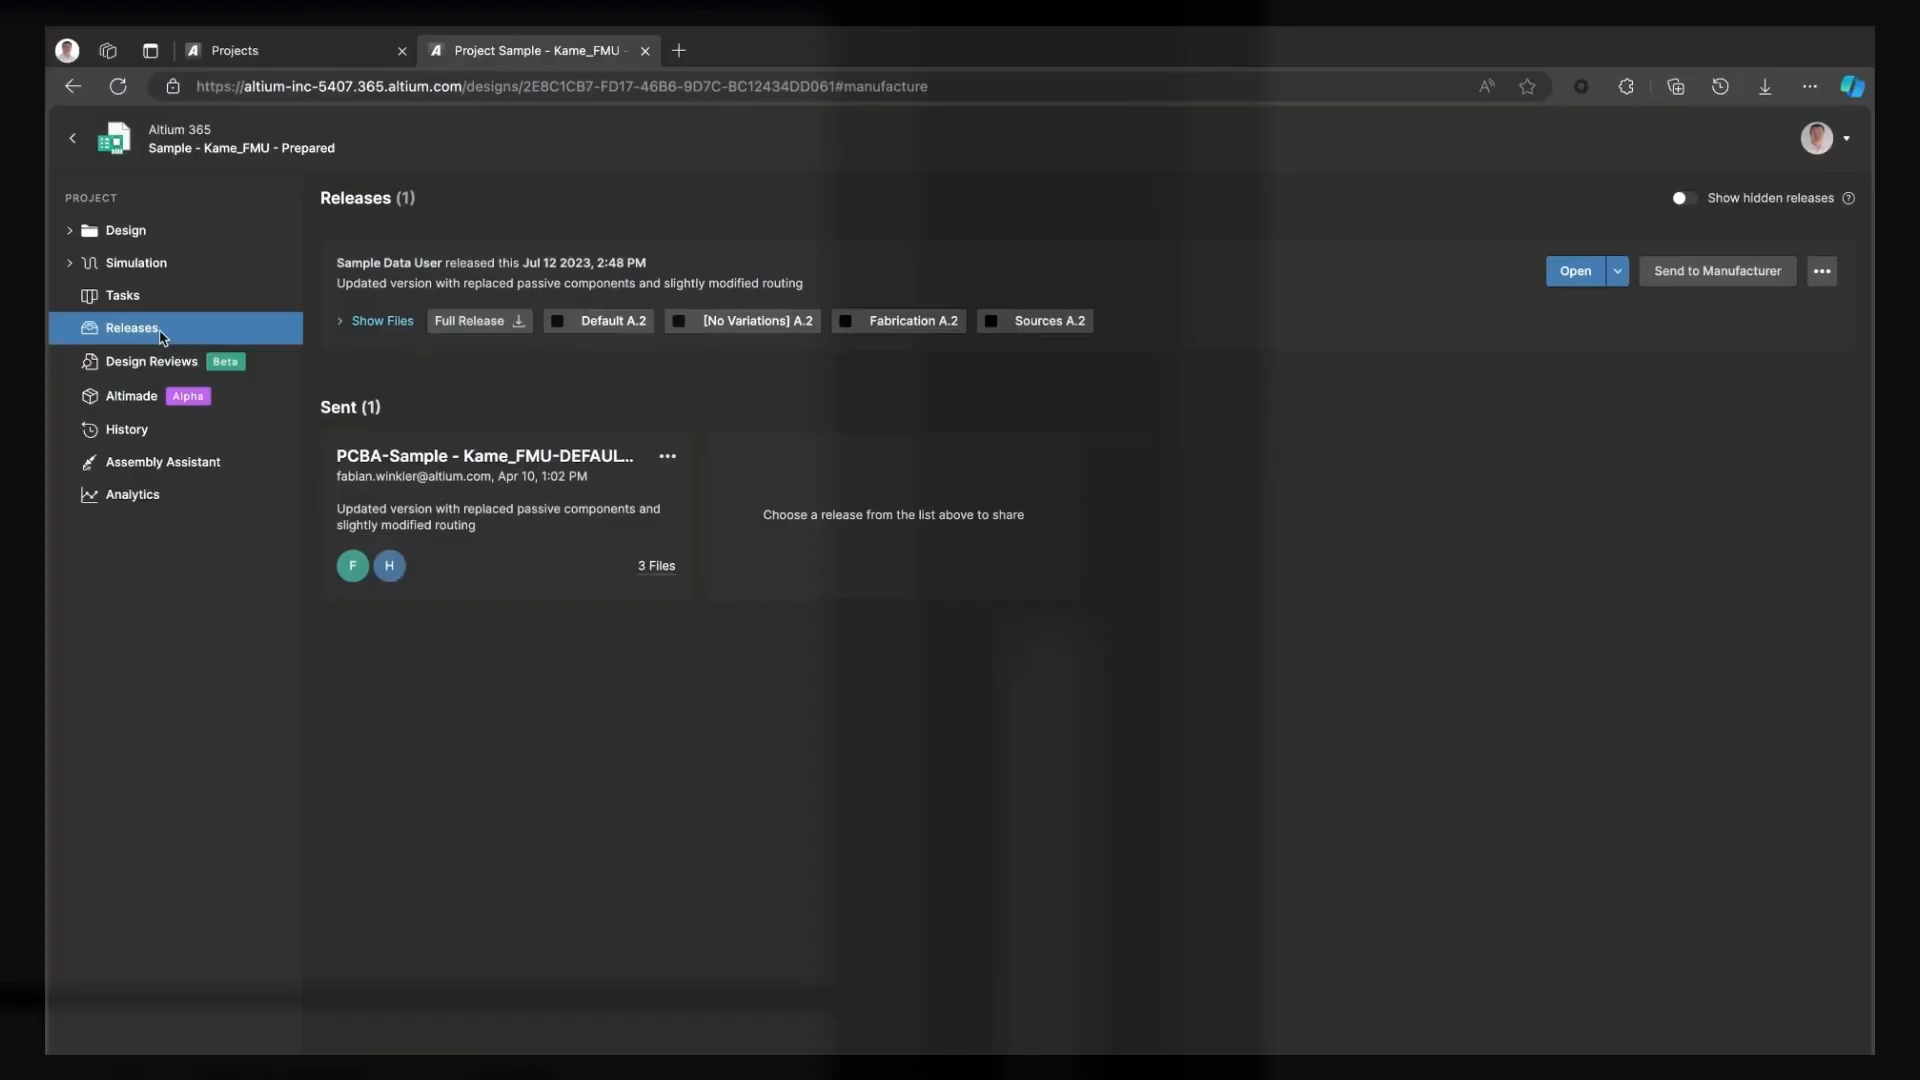 Projects
Project Sample - Kame_FMU -
https://altium-inc-5407.365.altium.com/designs/2E8C1CB7-FD17-46B6-9D7C-BC12434DD061#manufacture
Altium 365
Sample - Kame_FMU - Prepared
PROJECT
Design
Simulation
Tasks
Releases
Design Reviews Beta
Altimade Alpha
History
Assembly Assistant
Analytics
Releases (1)
Show hidden releases
Sample Data User released this Jul 12 2023, 2:48 PM
Updated version with replaced passive components and slightly modified routing
Open
Send to Manufacturer
Show Files
Full Release
Default A.2
[No Variations] A.2
Fabrication A.2
Sources A.2
Sent (1)
PCBA-Sample - Kame_FMU-DEFAUL...
fabian.winkler@altium.com, Apr 10, 1:02 PM
Updated version with replaced passive components and
slightly modified routing
F H
3 Files
Choose a release from the list above to share